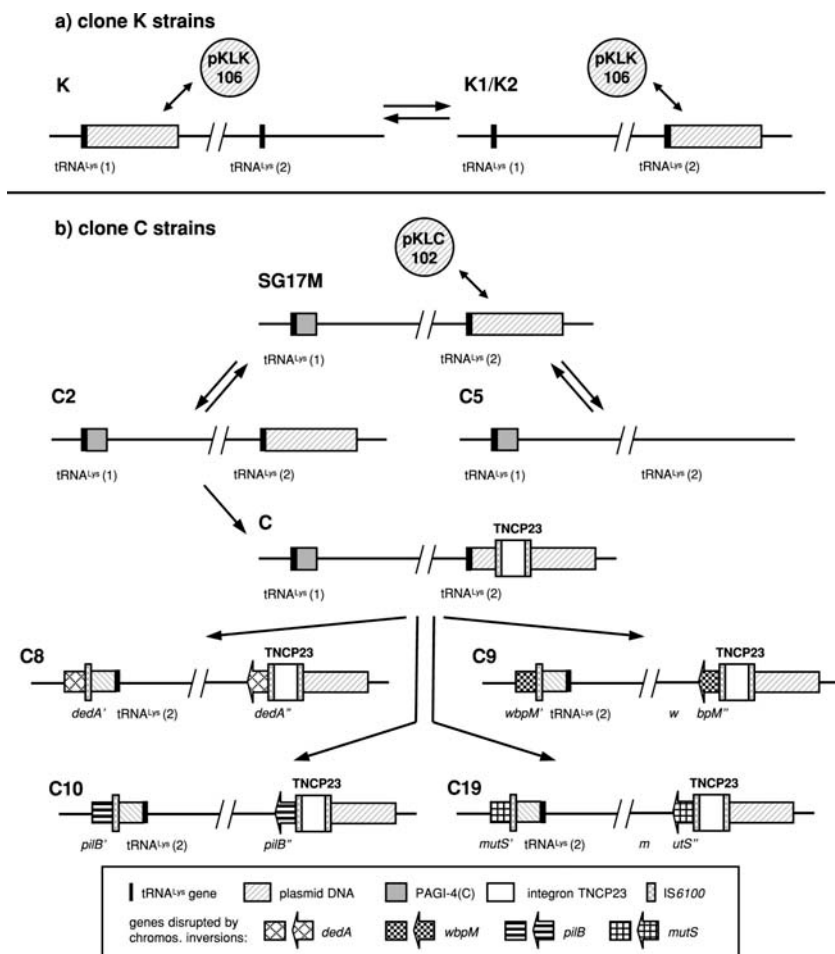 a) clone K strains
pKLK
106
K
tRNALys (1)
tRNALys (2)
pKLK
106
K1/K2
tRNALys (1)
tRNALys (2)
b) clone C strains
pKLC
102
SG17M
tRNALys (1)
tRNALys (2)
C2
C5
tRNALys (1)
tRNALys (2)
tRNALys (1)
tRNALys (2)
C
TNCP23
tRNALys (1)
tRNALys (2)
C8
TNCP23
dedA'
tRNALys (2)
dedA''
C9
TNCP23
wbpM'
tRNALys (2)
w
bpM''
C10
TNCP23
pilB'
tRNALys (2)
pilB''
C19
TNCP23
mutS'
tRNALys (2)
m
utS''
tRNALys gene
plasmid DNA
PAGI-4(C)
integron TNCP23
IS6100
genes disrupted by
chromos. inversions:
dedA
wbpM
pilB
mutS